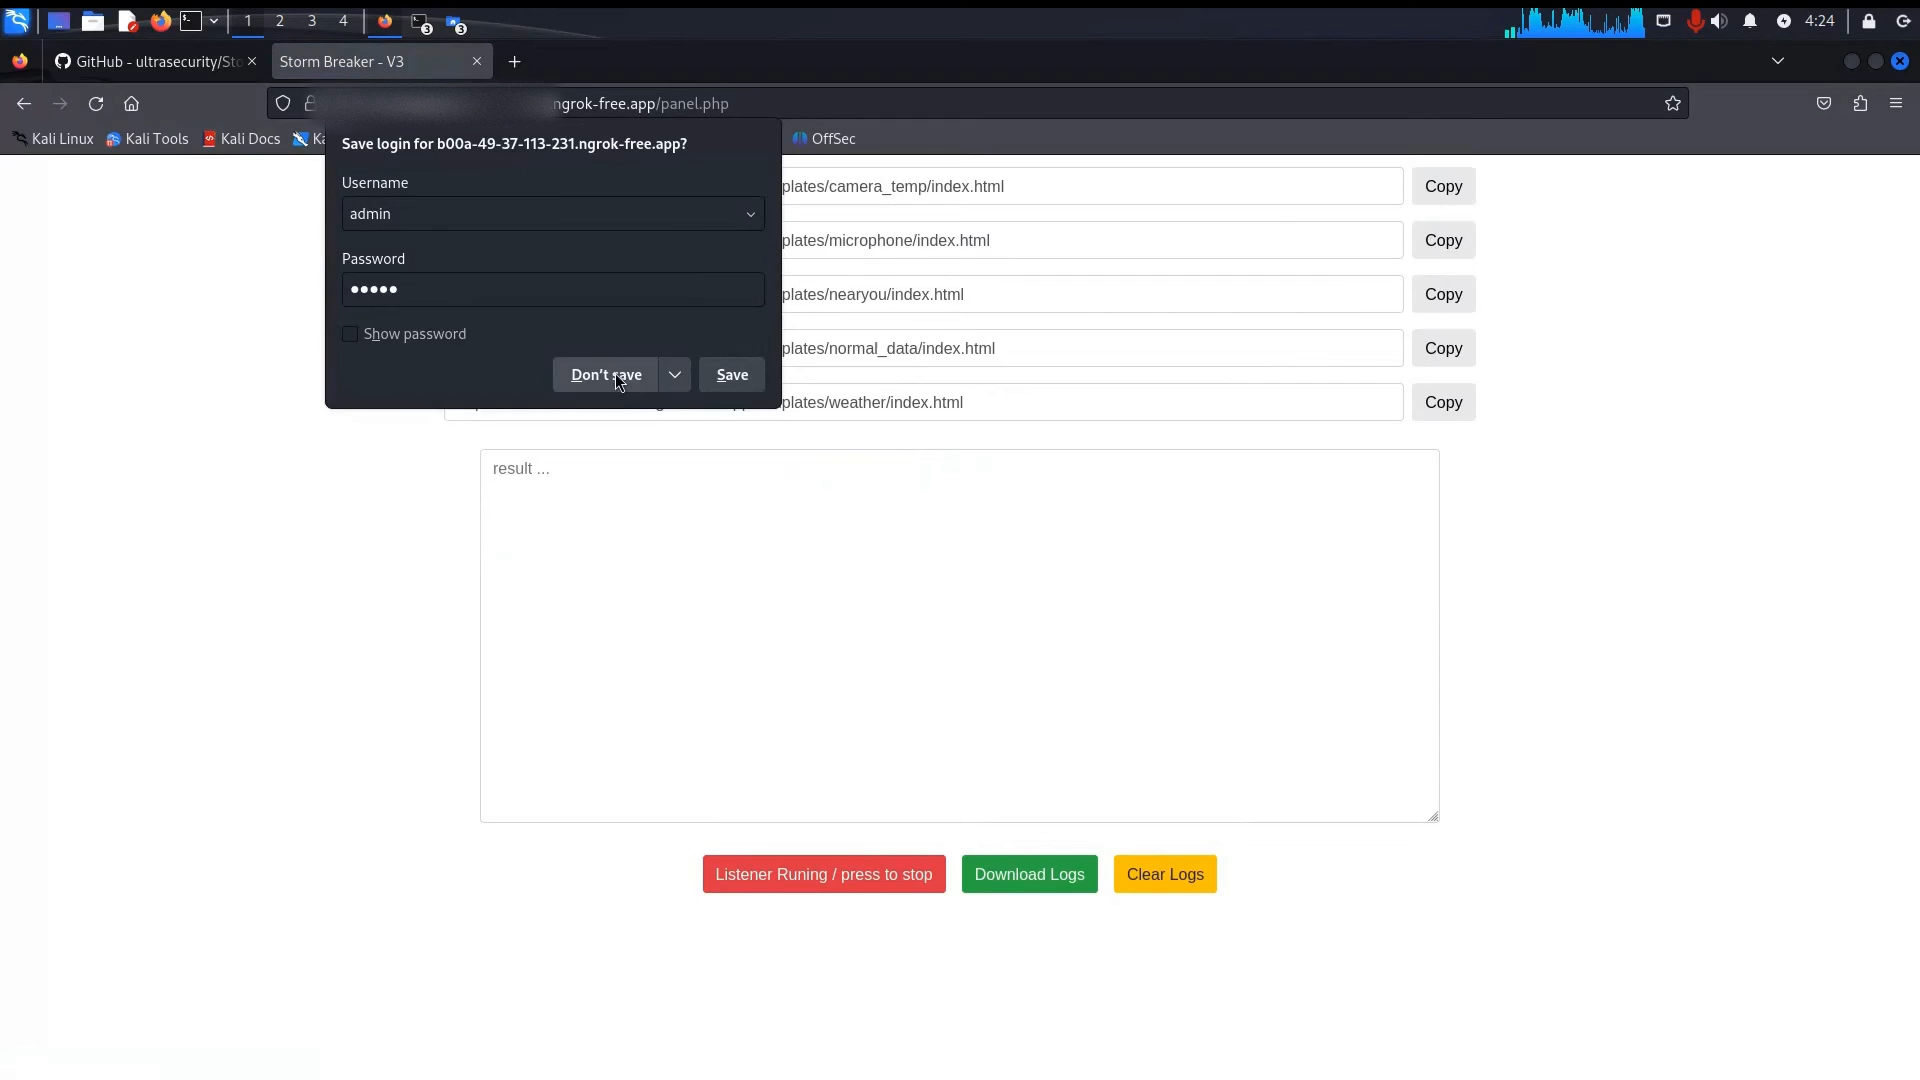 1 2 3 4 3 3 4:24
GitHub - ultrasecurity/Sto
Storm Breaker - V3
ngrok-free.app/panel.php
Kali Linux Kali Tools Kali Docs Ka OffSec
Save login for b00a-49-37-113-231.ngrok-free.app?
Username
admin
Password
Show password
Don't save Save
plates/camera_temp/index.html Copy
plates/microphone/index.html Copy
plates/nearyou/index.html Copy
plates/normal_data/index.html Copy
plates/weather/index.html Copy
result ...
Listener Runing / press to stop Download Logs Clear Logs